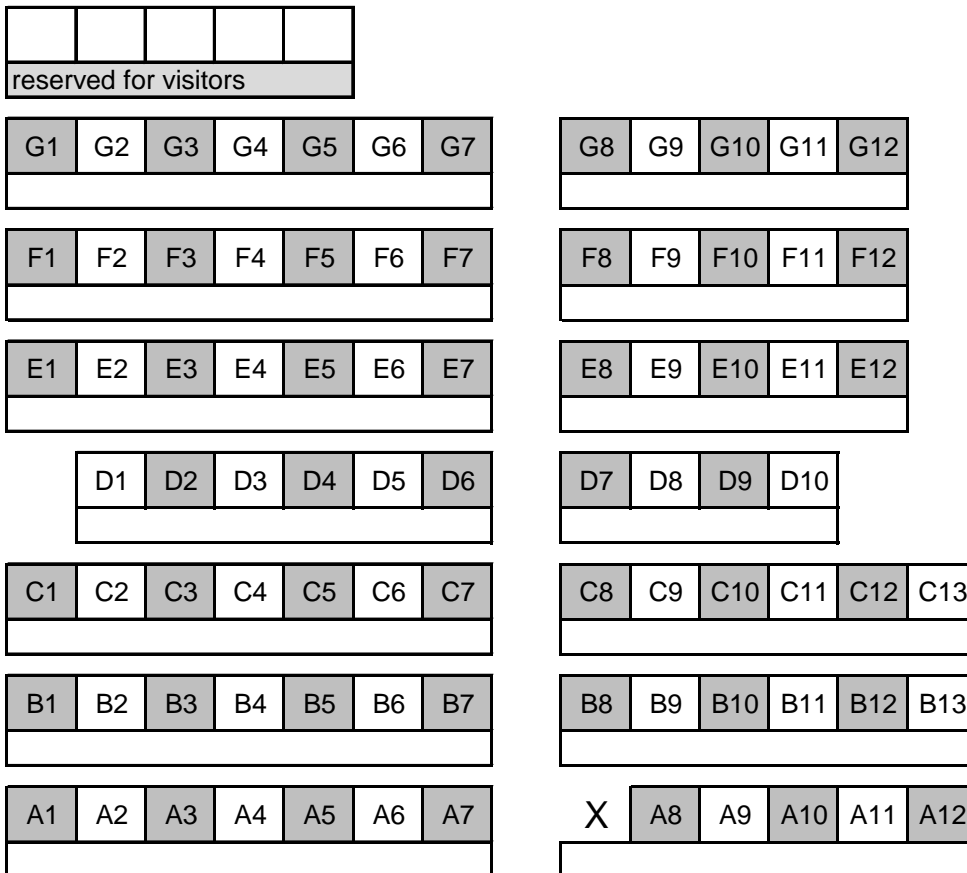 reserved for visitors
G1 G2 G3 G4 G5 G6 G7 G8 G9 G10 G11 G12
F1 F2 F3 F4 F5 F6 F7 F8 F9 F10 F11 F12
E1 E2 E3 E4 E5 E6 E7 E8 E9 E10 E11 E12
D1 D2 D3 D4 D5 D6 D7 D8 D9 D10
C1 C2 C3 C4 C5 C6 C7 C8 C9 C10 C11 C12 C13
B1 B2 B3 B4 B5 B6 B7 B8 B9 B10 B11 B12 B13
A1 A2 A3 A4 A5 A6 A7 X A8 A9 A10 A11 A12